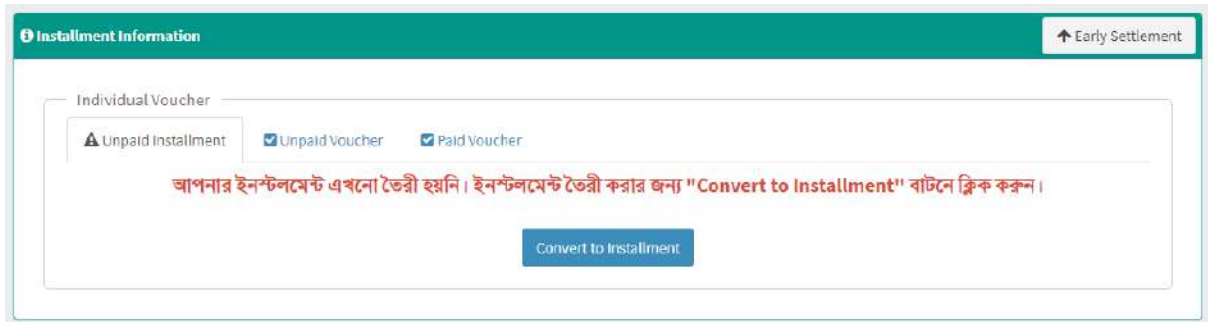 Installment Information
Early Settlement
Individual Voucher
Unpaid Installment
Unpaid Voucher
Paid Voucher
আপনার ইনস্টলমেন্ট এখনো তৈরী হয়নি। ইনস্টলমেন্ট তৈরী করার জন্য "Convert to Installment" বাটনে ক্লিক করুন।
Convert to Installment